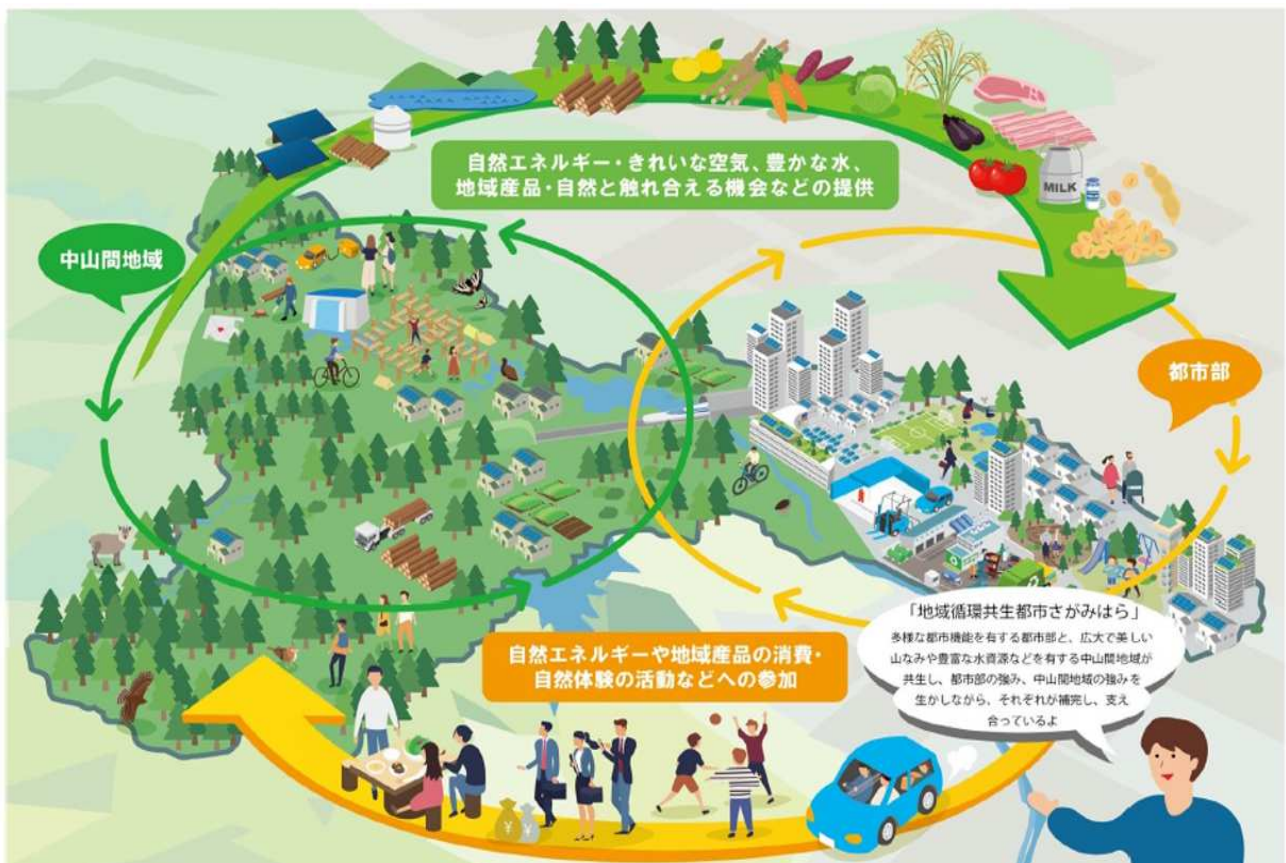 自然エネルギー・きれいな空気、豊かな水、
地域産品・自然と触れ合える機会などの提供
MILK
中山間地域
都市部
「地域循環共生都市さがみはら」
多様な都市機能を有する都市部と、広大で美しい
山なみや豊富な水資源などを有する中山間地域が
共生し、都市部の強み、中山間地域の強みを
生かしながら、それぞれが補完し、支え
合っているよ
自然エネルギーや地域産品の消費・
自然体験の活動などへの参加
¥
¥